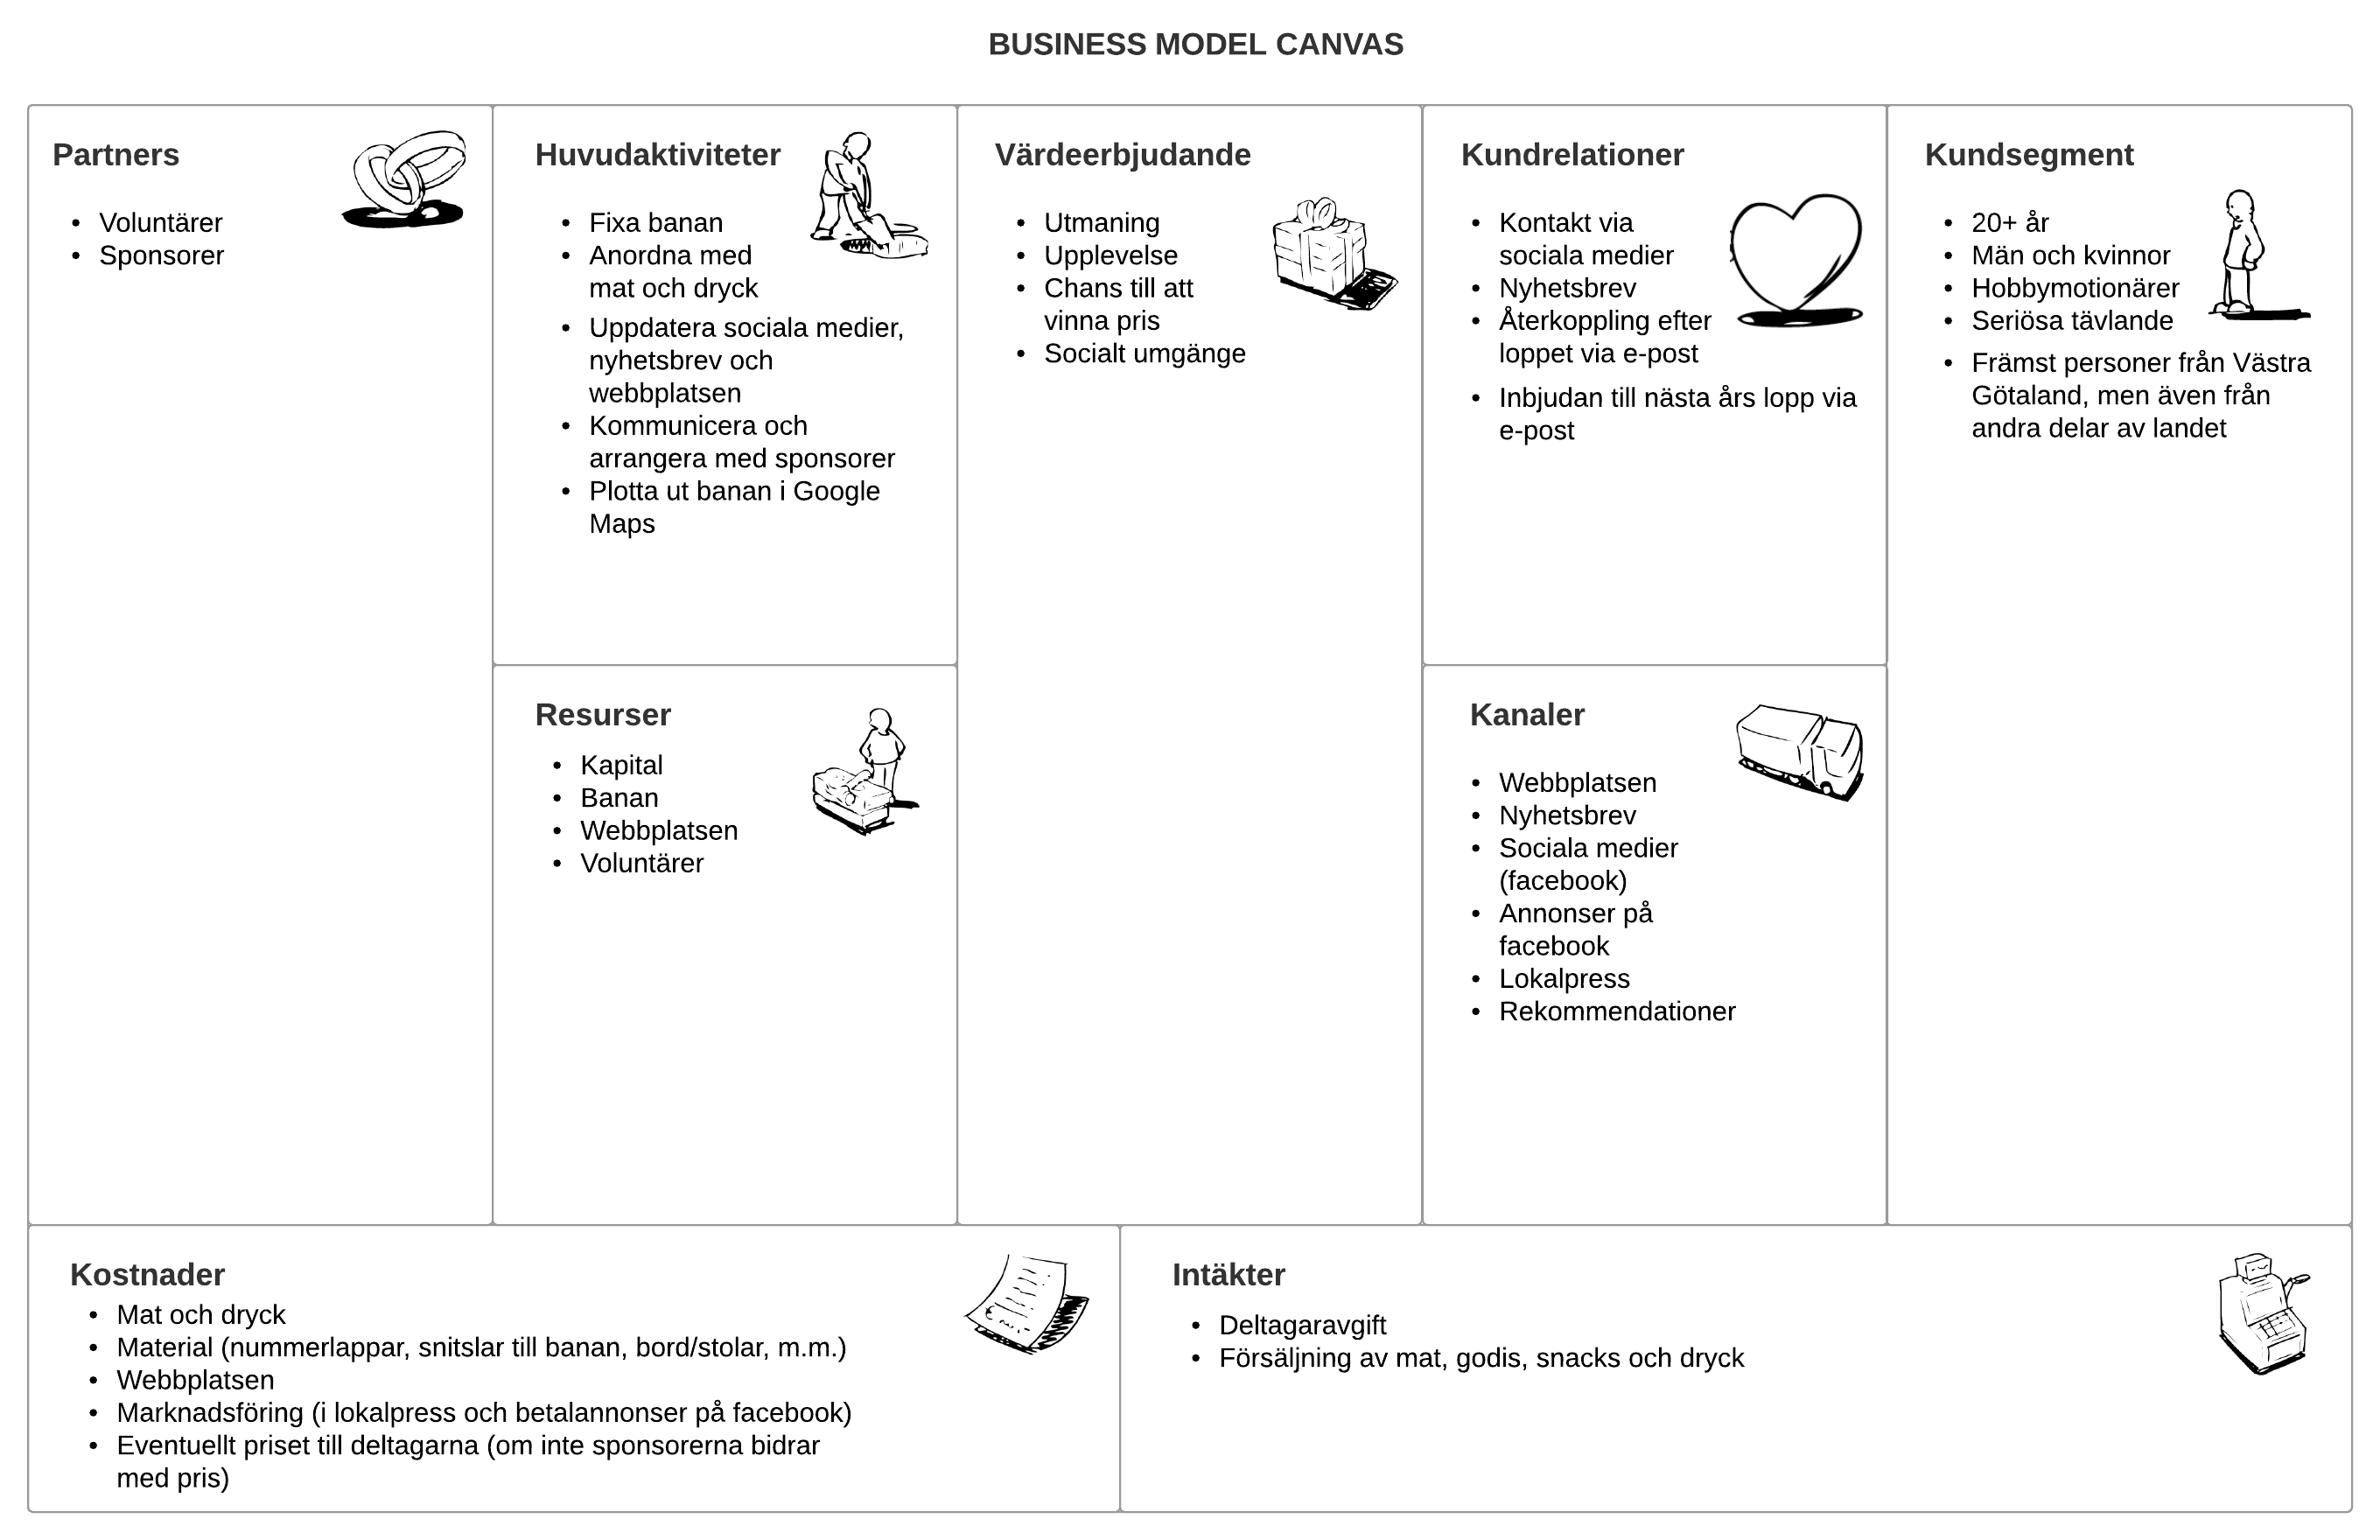 BUSINESS MODEL CANVAS
Partners
• Voluntärer
• Sponsorer
Huvudaktiviteter
• Fixa banan
• Anordna med
mat och dryck
• Uppdatera sociala medier,
nyhetsbrev och
webbplatsen
• Kommunicera och
arrangera med sponsorer
• Plotta ut banan i Google
Maps
Resurser
• Kapital
• Banan
• Webbplatsen
• Voluntärer
Värdeerbjudande
• Utmaning
• Upplevelse
• Chans till att
vinna pris
• Socialt umgänge
Kundrelationer
• Kontakt via
sociala medier
• Nyhetsbrev
• Återkoppling efter
loppet via e-post
• Inbjudan till nästa års lopp via
e-post
Kanaler
• Webbplatsen
• Nyhetsbrev
• Sociala medier
(facebook)
• Annonser på
facebook
• Lokalpress
• Rekommendationer
Kundsegment
• 20+ år
• Män och kvinnor
• Hobbymotionärer
• Seriösa tävlande
• Främst personer från Västra
Götaland, men även från
andra delar av landet
Kostnader
• Mat och dryck
• Material (nummerlappar, snitslar till banan, bord/stolar, m.m.)
• Webbplatsen
• Marknadsföring (i lokalpress och betalannonser på facebook)
• Eventuellt priset till deltagarna (om inte sponsorerna bidrar
med pris)
Intäkter
• Deltagaravgift
• Försäljning av mat, godis, snacks och dryck